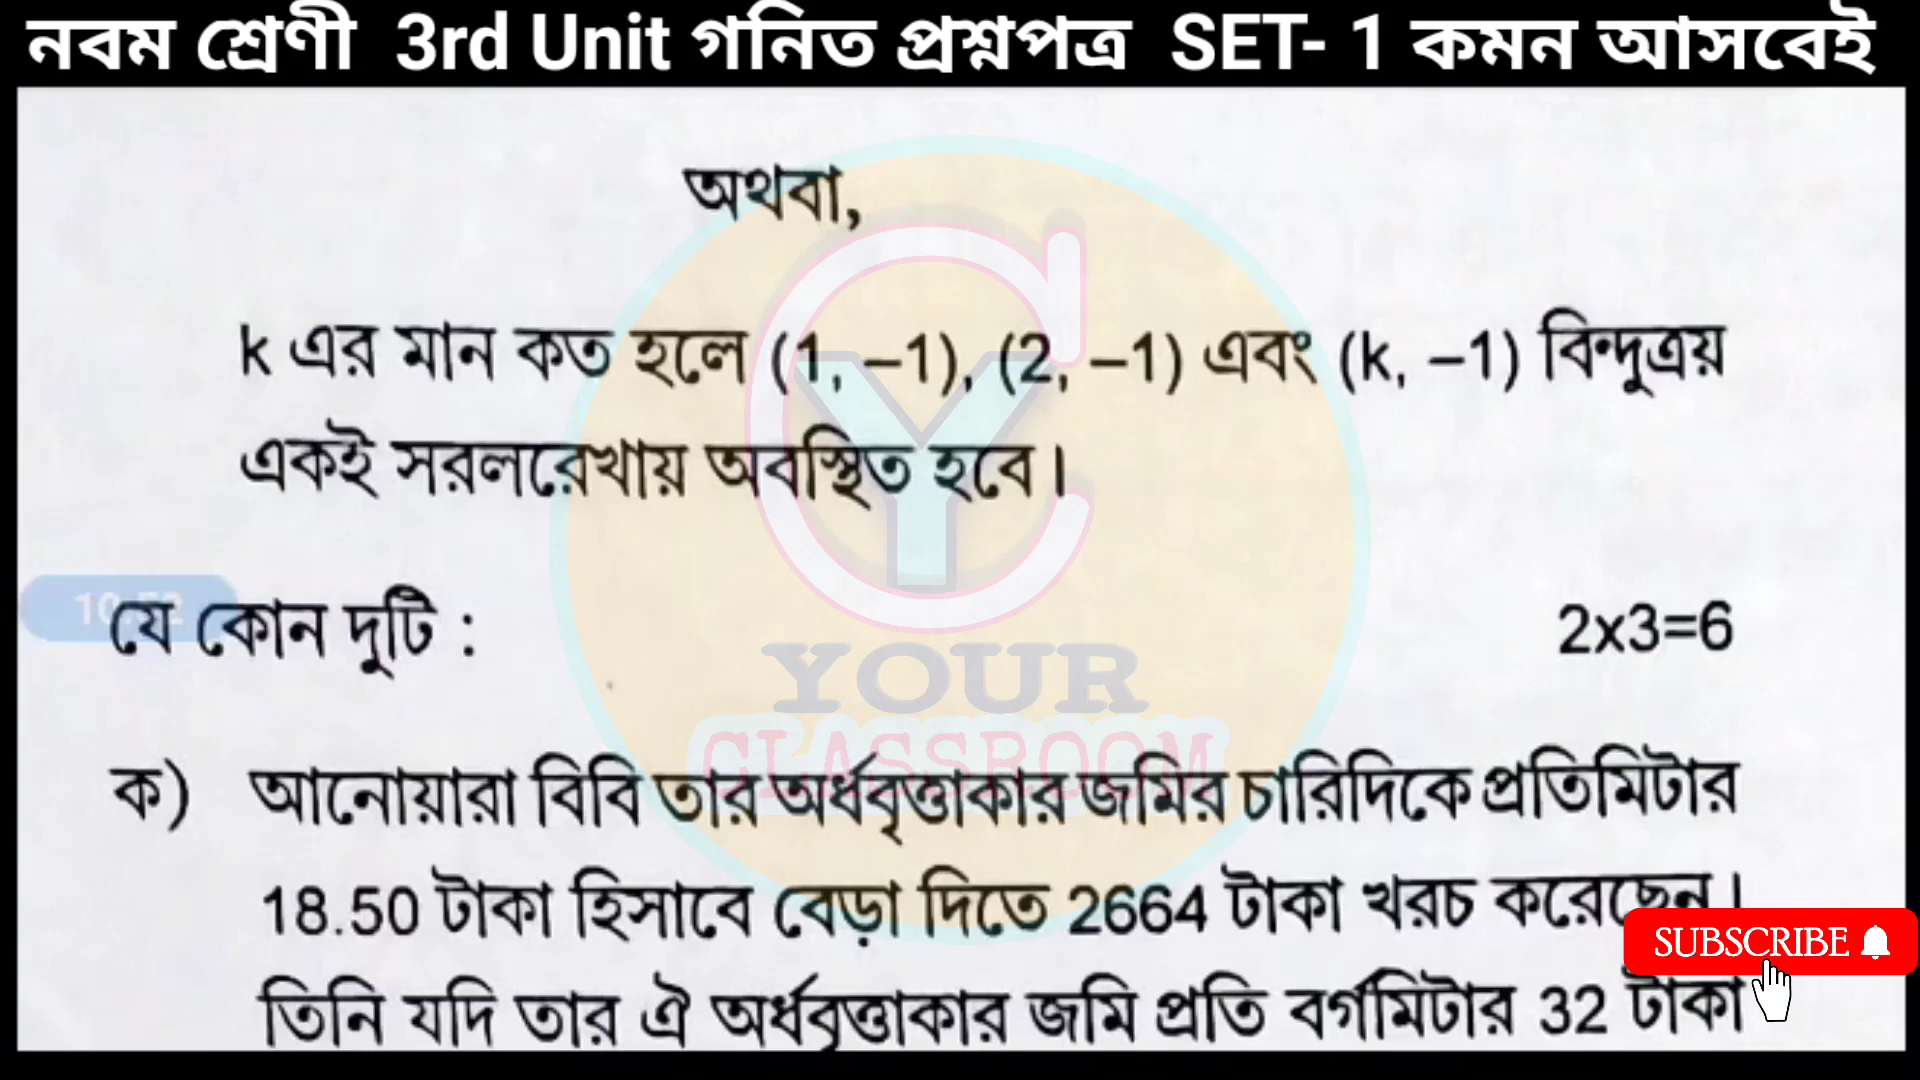 নবম শ্রেণী 3rd Unit গনিত প্রশ্নপত্র SET- 1 কমন আসবেই
অথবা,
k এর মান কত হলে (1, –1), (2, –1) এবং (k, –1) বিন্দুত্রয়
একই সরলরেখায় অবস্থিত হবে।
যে কোন দুটি : 2x3=6
YOUR
CLASSROOM
ক) আনোয়ারা বিবি তার অর্ধবৃত্তাকার জমির চারিদিকে প্রতিমিটার
18.50 টাকা হিসাবে বেড়া দিতে 2664 টাকা খরচ করেছেন।
SUBSCRIBE
তিনি যদি তার ঐ অর্ধবৃত্তাকার জমি প্রতি বর্গমিটার 32 টাকা